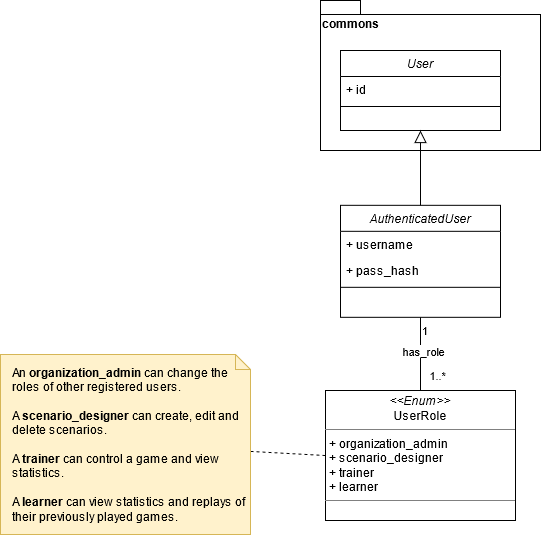 commons
User
+ id
AuthenticatedUser
+ username
+ pass_hash
1
has_role
1..*
<<Enum>>
UserRole
+ organization_admin
+ scenario_designer
+ trainer
+ learner
An organization_admin can change the
roles of other registered users.
A scenario_designer can create, edit and
delete scenarios.
A trainer can control a game and view
statistics.
A learner can view statistics and replays of
their previously played games.